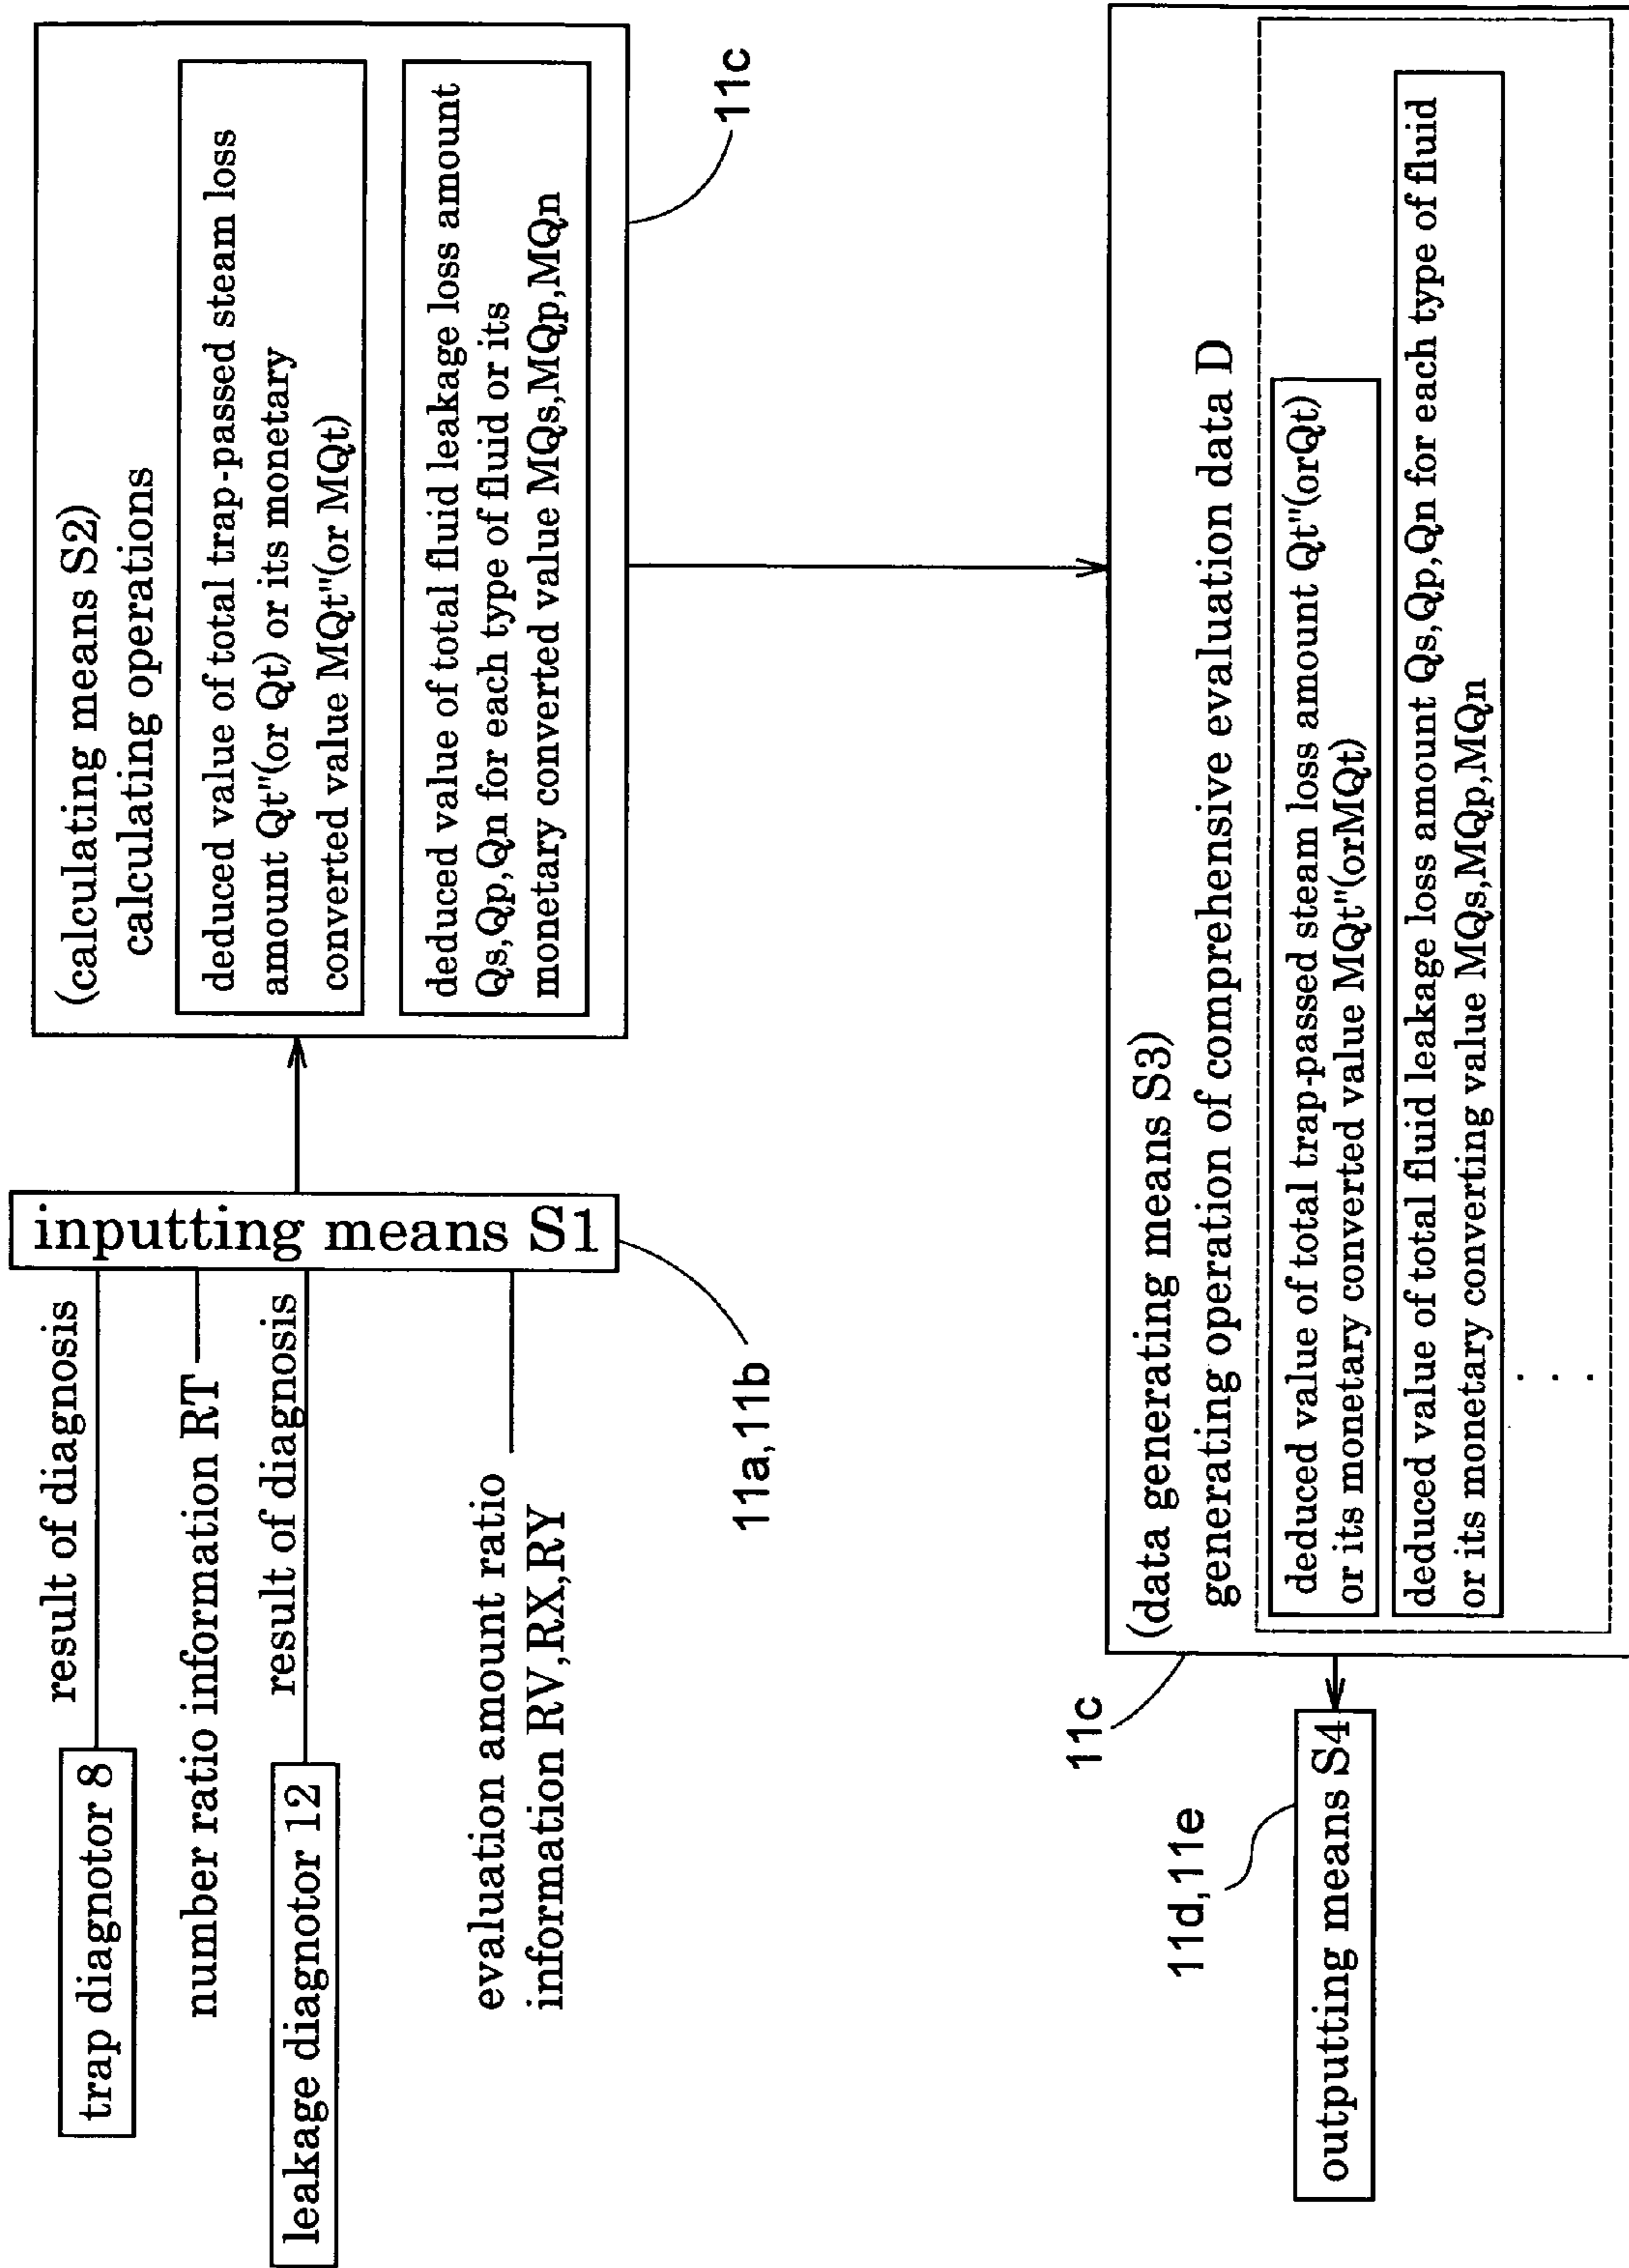 trap diagnotor 8
result of diagnosis
number ratio information RT
leakage diagnotor 12
result of diagnosis
evaluation amount ratio
information RV,RX,RY
inputting means S1
11a,11b
(calculating means S2)
calculating operations
deduced value of total trap-passed steam loss
amount Qt"(or Qt) or its monetary
converted value MQt"(or MQt)
deduced value of total fluid leakage loss amount
Qs,Qp,Qn for each type of fluid or its
monetary converted value MQs,MQp,MQn
11c
(data generating means S3)
generating operation of comprehensive evaluation data D
deduced value of total trap-passed steam loss amount Qt"(orQt)
or its monetary converted value MQt"(orMQt)
deduced value of total fluid leakage loss amount Qs,Qp,Qn for each type of fluid
or its monetary converting value MQs,MQp,MQn
. . .
11c
11d,11e
outputting means S4